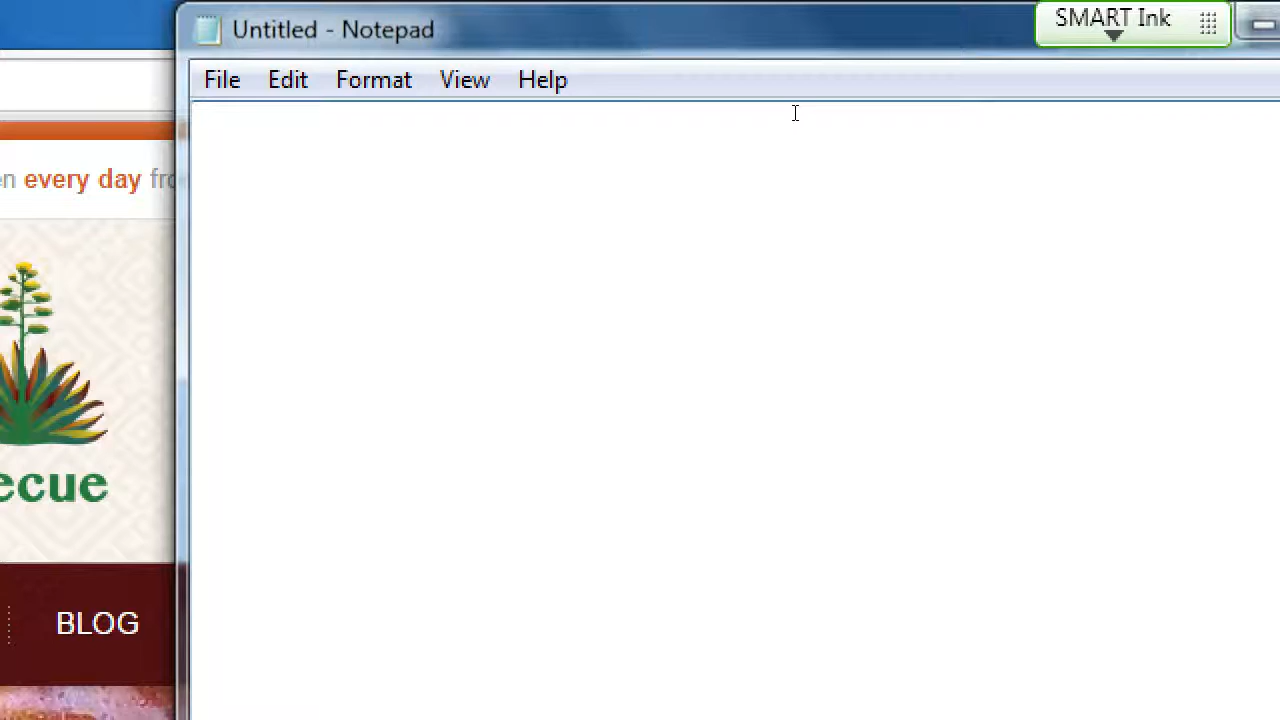 Untitled - Notepad
SMART Ink
File Edit Format View Help
en every day fro
ecue
BLOG